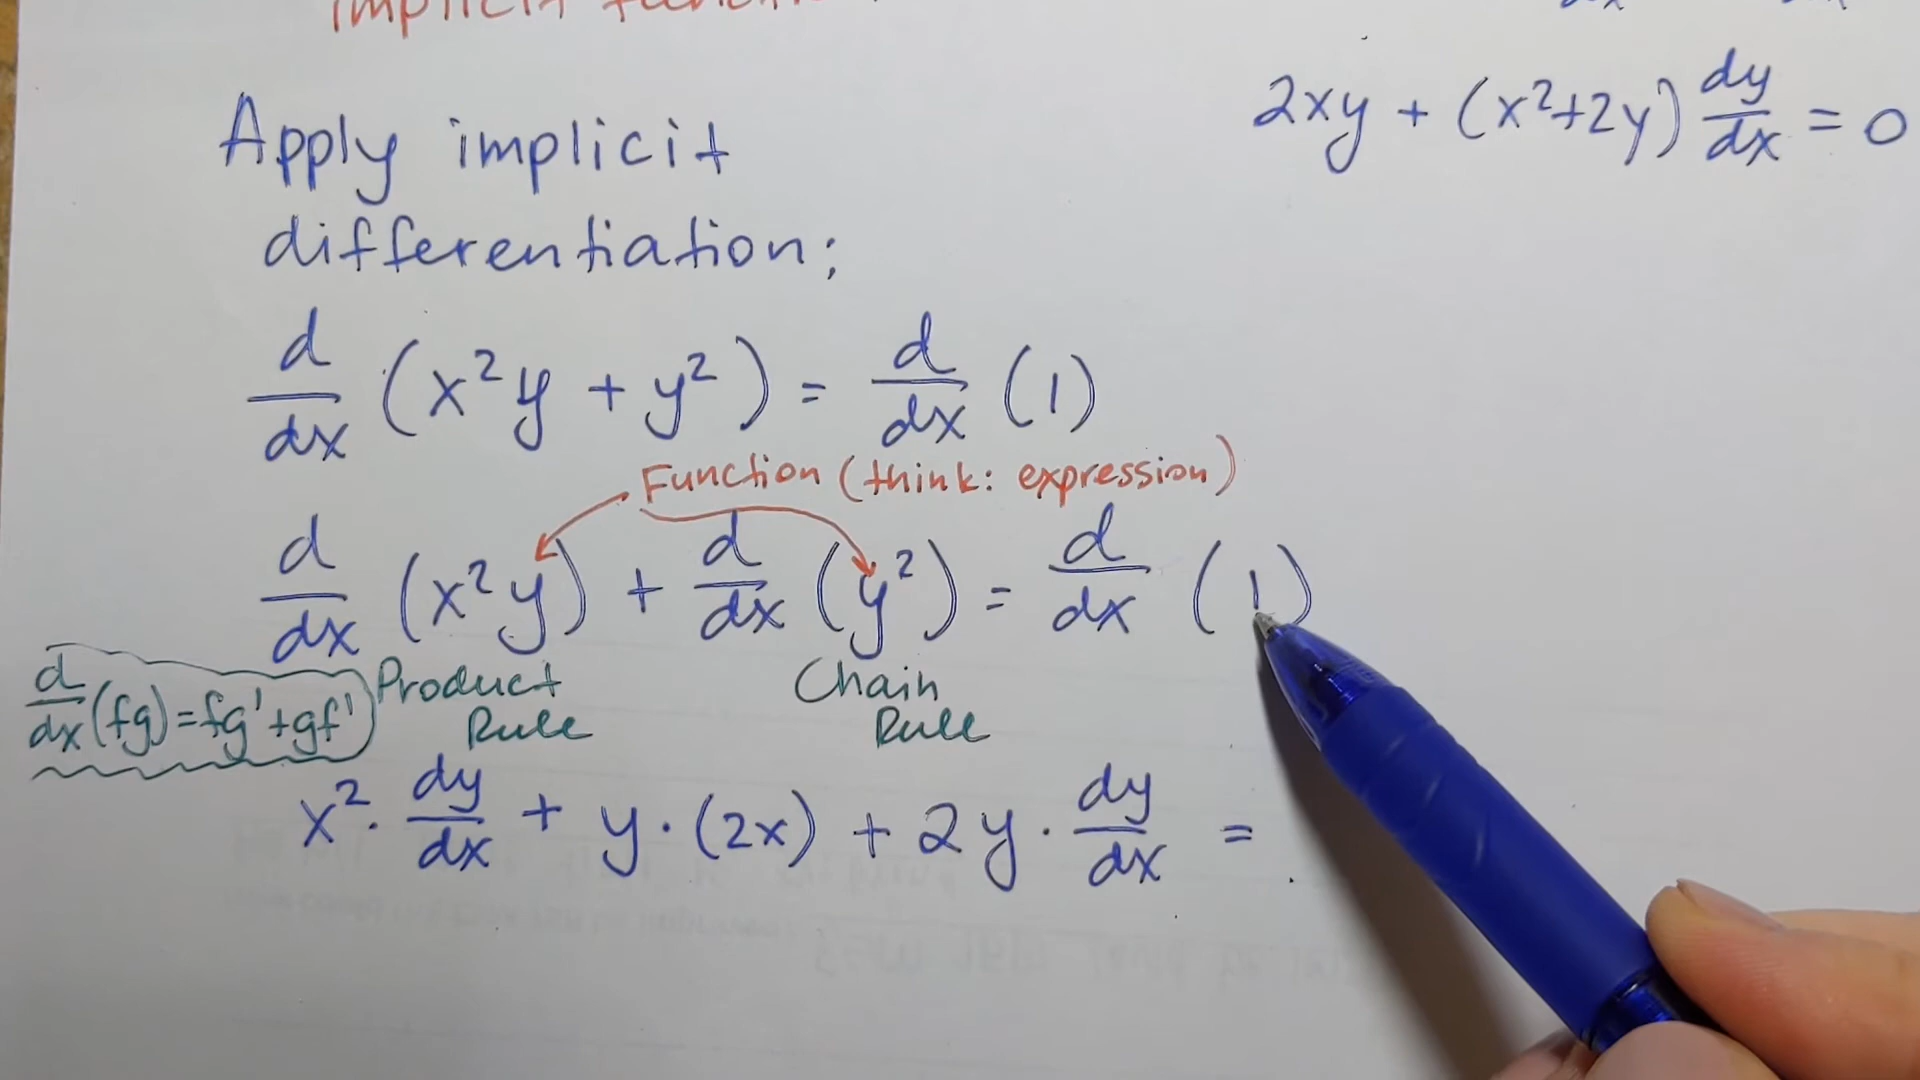 2xy + (x²+2y) dy/dx = 0
Apply implicit
differentiation:
d/dx (x²y + y²) = d/dx (1)
Function (think: expression)
d/dx (x²y) + d/dx (y²) = d/dx (1)
d/dx (fg) = fg' + gf'
Product
Rule
Chain
Rule
x² · dy/dx + y · (2x) + 2y · dy/dx =